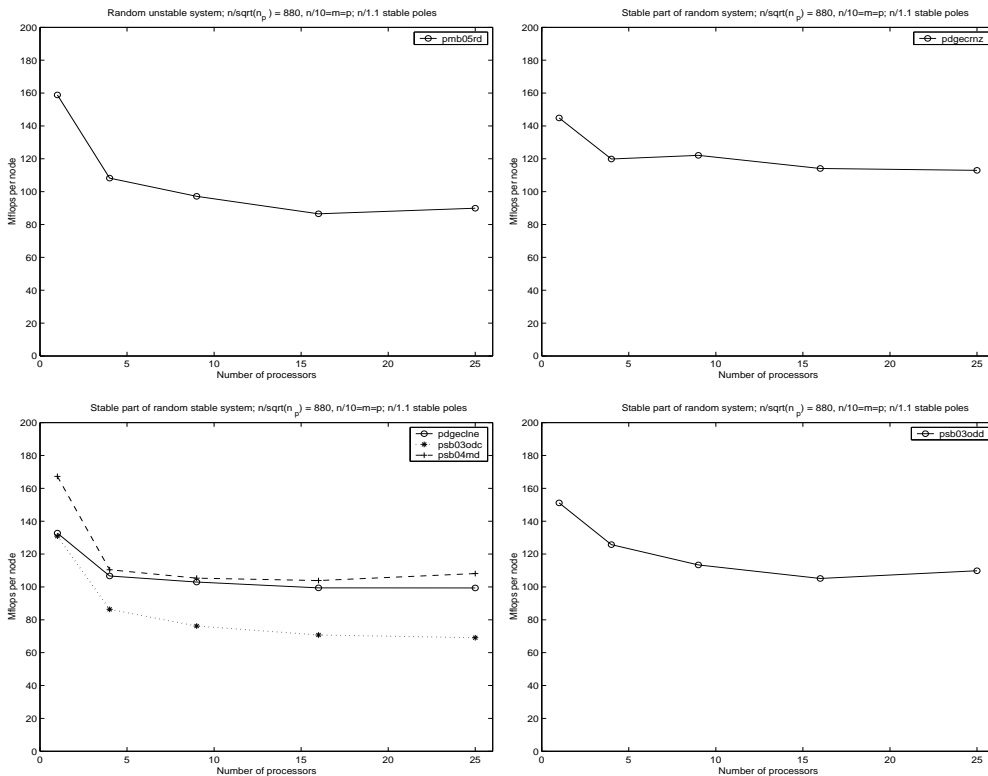 Random unstable system; n/sqrt(n_p) = 880, n/10=m=p; n/1.1 stable poles
200
180
160
140
120
100
80
60
40
20
0
Mflops per node
pmb05rd
0 5 10 15 20 25
Number of processors
Stable part of random system; n/sqrt(n_p) = 880, n/10=m=p; n/1.1 stable poles
200
180
160
140
120
100
80
60
40
20
0
Mflops per node
pdgecrnz
0 5 10 15 20 25
Number of processors
Stable part of random stable system; n/sqrt(n_p) = 880, n/10=m=p; n/1.1 stable poles
200
180
160
140
120
100
80
60
40
20
0
Mflops per node
pdgeclne
psb03odc
psb04md
0 5 10 15 20 25
Number of processors
Stable part of random system; n/sqrt(n_p) = 880, n/10=m=p; n/1.1 stable poles
200
180
160
140
120
100
80
60
40
20
0
Mflops per node
psb03odd
0 5 10 15 20 25
Number of processors